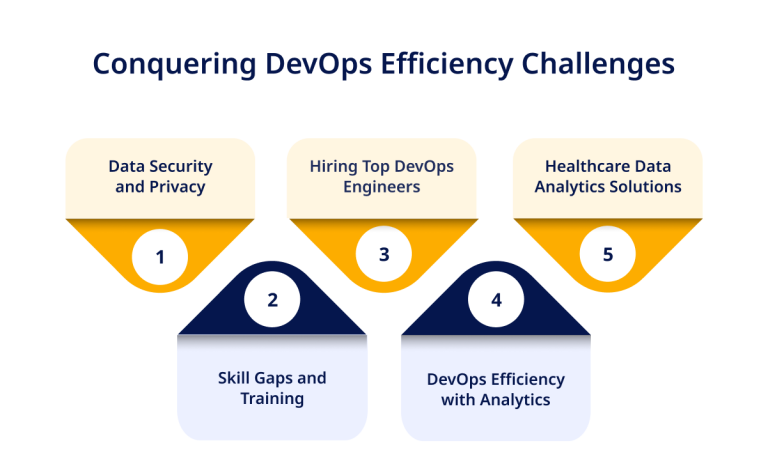 Conquering DevOps Efficiency Challenges
Data Security
and Privacy
1
2
Skill Gaps and
Training
Hiring Top DevOps
Engineers
3
4
DevOps Efficiency
with Analytics
Healthcare Data
Analytics Solutions
5